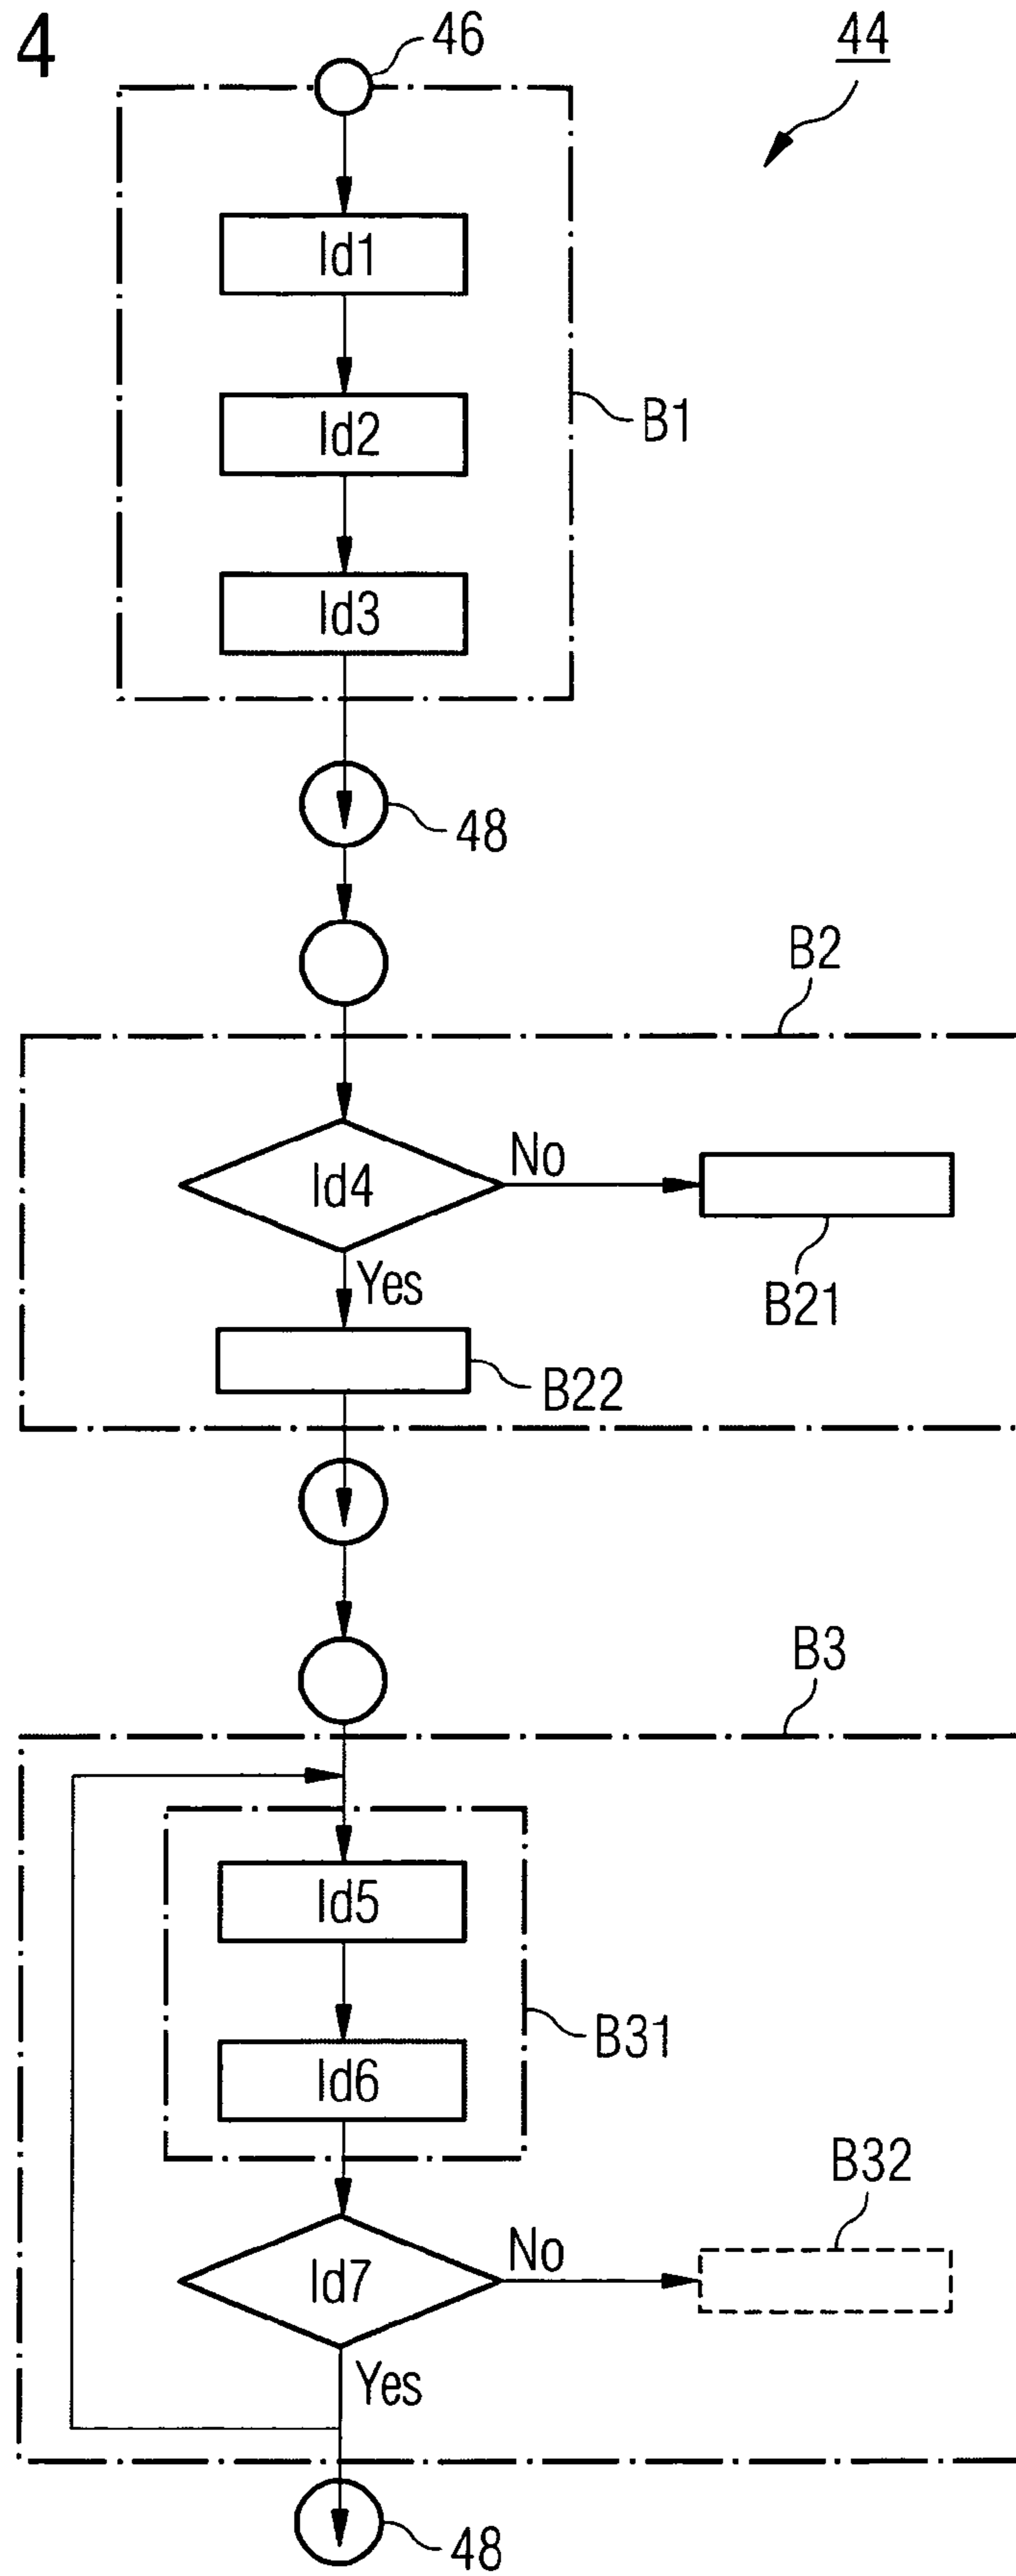 4
46
44
Id1
Id2
B1
Id3
48
B2
Id4
No
Yes
B21
B22
B3
Id5
B31
Id6
B32
Id7
No
Yes
48